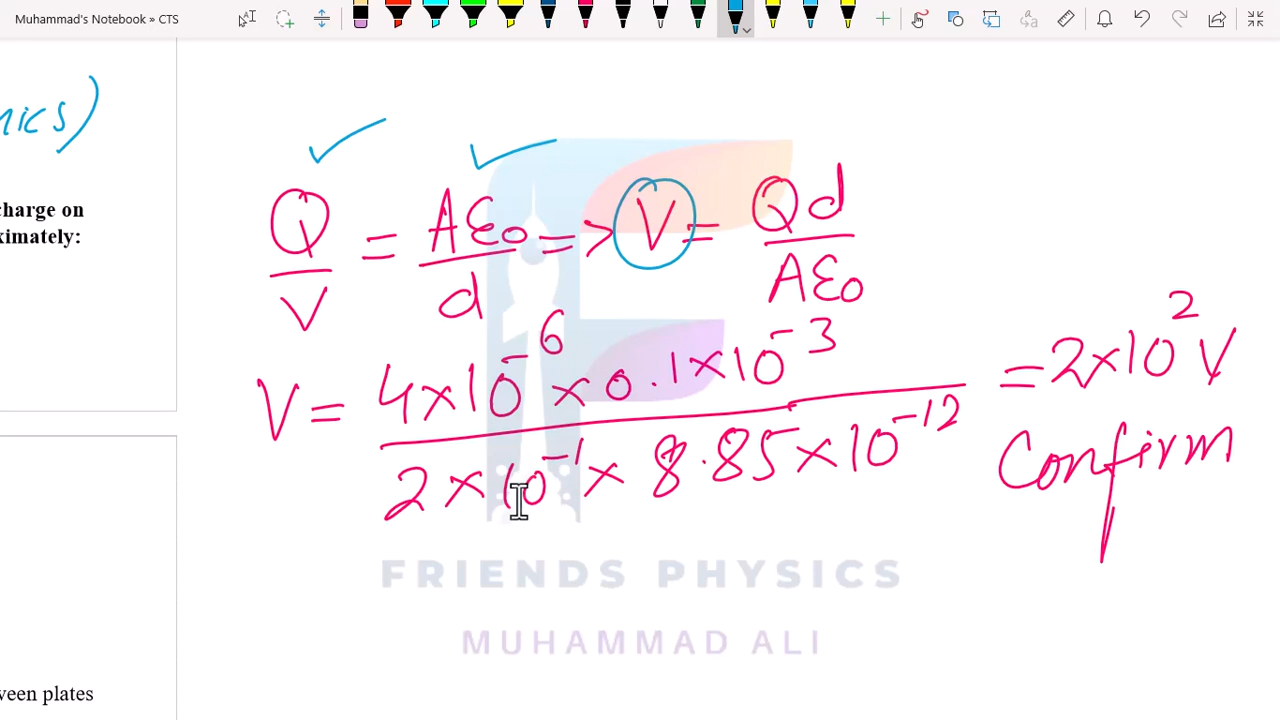 Muhammad's Notebook » CTS
nics)
charge on
ximately:
Q/V = Aε₀/d => V = Qd/Aε₀
V = 4×10⁻⁶ × 0.1×10⁻³ / 2×10⁻¹ × 8.85×10⁻¹² = 2×10² V
Confirm
FRIENDS PHYSICS
MUHAMMAD ALI
ween plates